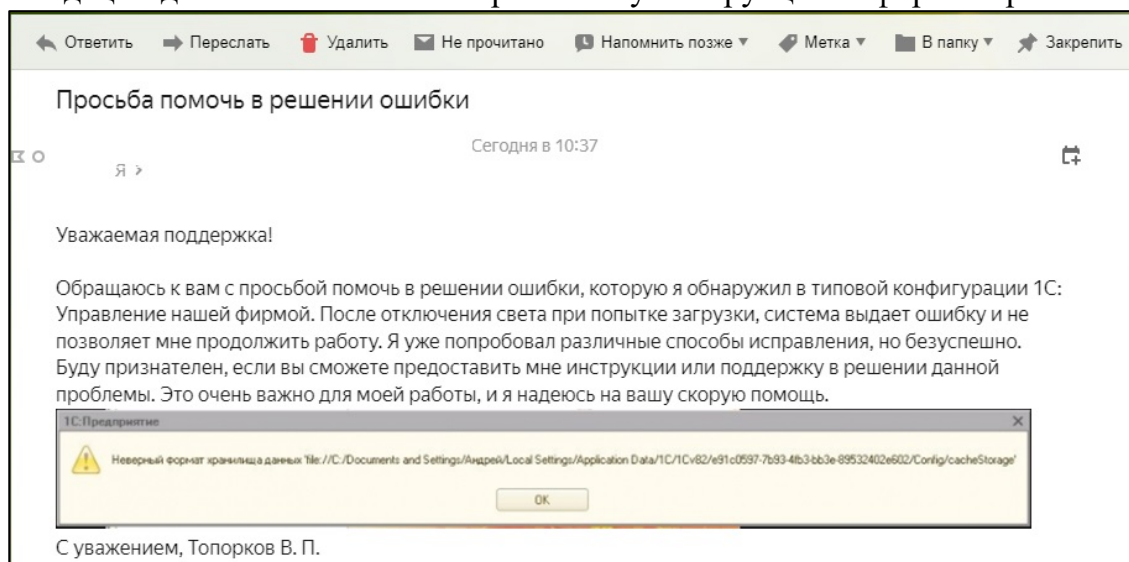 Ответить Переслать Удалить Не прочитано Напомнить позже Метка В папку Закрепить
Просьба помочь в решении ошибки
Сегодня в 10:37
Я >
Уважаемая поддержка!
Обращаюсь к вам с просьбой помочь в решении ошибки, которую я обнаружил в типовой конфигурации 1С:
Управление нашей фирмой. После отключения света при попытке загрузки, система выдает ошибку и не
позволяет мне продолжить работу. Я уже попробовал различные способы исправления, но безуспешно.
Буду признателен, если вы сможете предоставить мне инструкции или поддержку в решении данной
проблемы. Это очень важно для моей работы, и я надеюсь на вашу скорую помощь.
1С:Предприятие
Неверный формат хранилища данных 'file://C:/Documents and Settings/Андрей/Local Settings/Application Data/1C/1Cv82/e91c0597-7b93-4fb3-bb3e-89532402e602/Config/cacheStorage'
OK
С уважением, Топорков В. П.